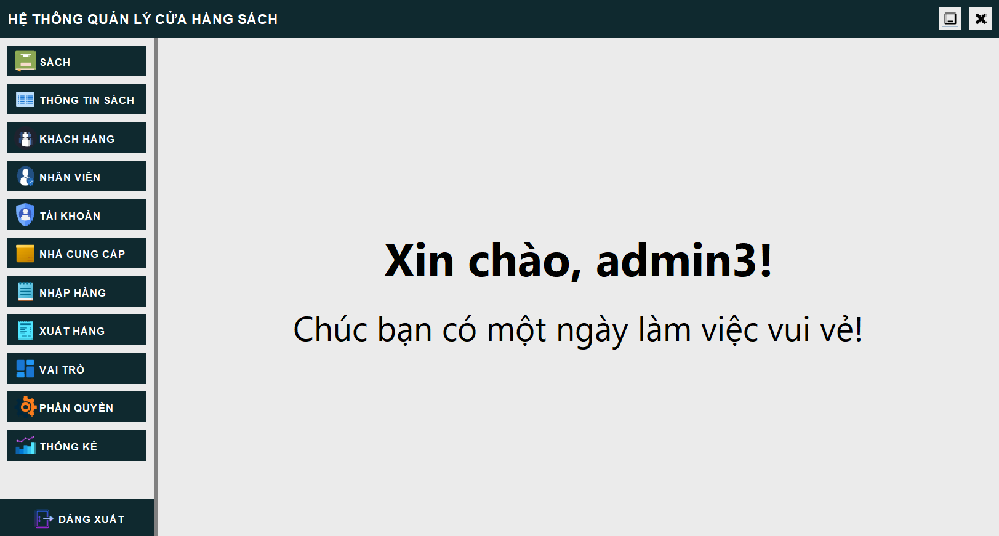 HỆ THÔNG QUẢN LÝ CỬA HÀNG SÁCH
SÁCH
THÔNG TIN SÁCH
KHÁCH HÀNG
NHÂN VIÊN
TÀI KHOẢN
NHÀ CUNG CẤP
NHẬP HÀNG
XUẤT HÀNG
VAI TRÒ
PHÂN QUYỀN
THỐNG KÊ
ĐĂNG XUẤT
Xin chào, admin3!
Chúc bạn có một ngày làm việc vui vẻ!